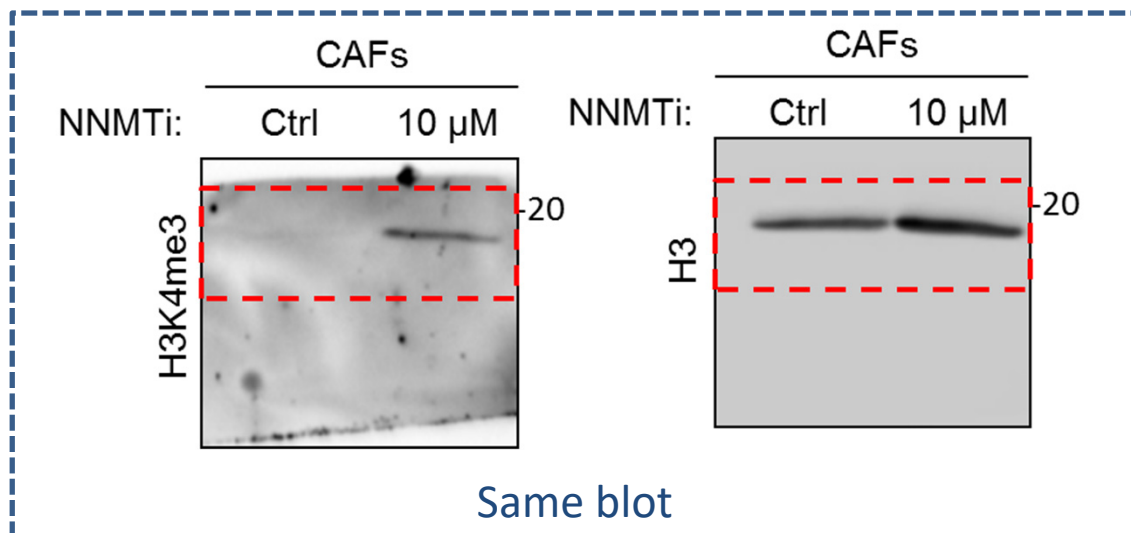 CAFs
NNMTi: Ctrl 10 µM
-20
H3K4me3
CAFs
NNMTi: Ctrl 10 µM
-20
H3
Same blot